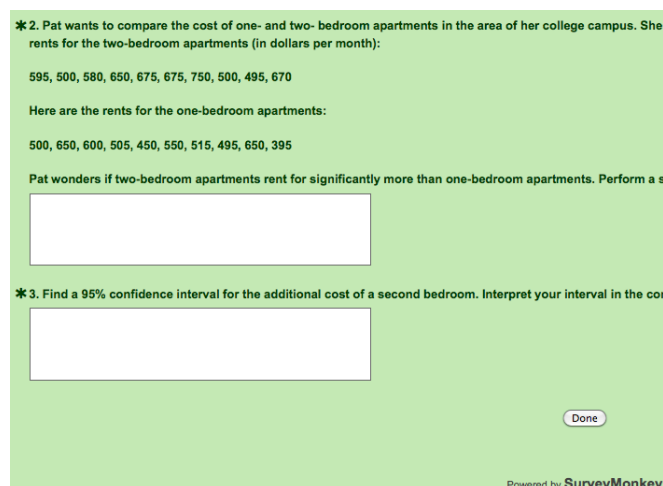 ✱2. Pat wants to compare the cost of one- and two- bedroom apartments in the area of her college campus. She
rents for the two-bedroom apartments (in dollars per month):
595, 500, 580, 650, 675, 675, 750, 500, 495, 670
Here are the rents for the one-bedroom apartments:
500, 650, 600, 505, 450, 550, 515, 495, 650, 395
Pat wonders if two-bedroom apartments rent for significantly more than one-bedroom apartments. Perform a s
✱3. Find a 95% confidence interval for the additional cost of a second bedroom. Interpret your interval in the co
Done
Powered by SurveyMonkey